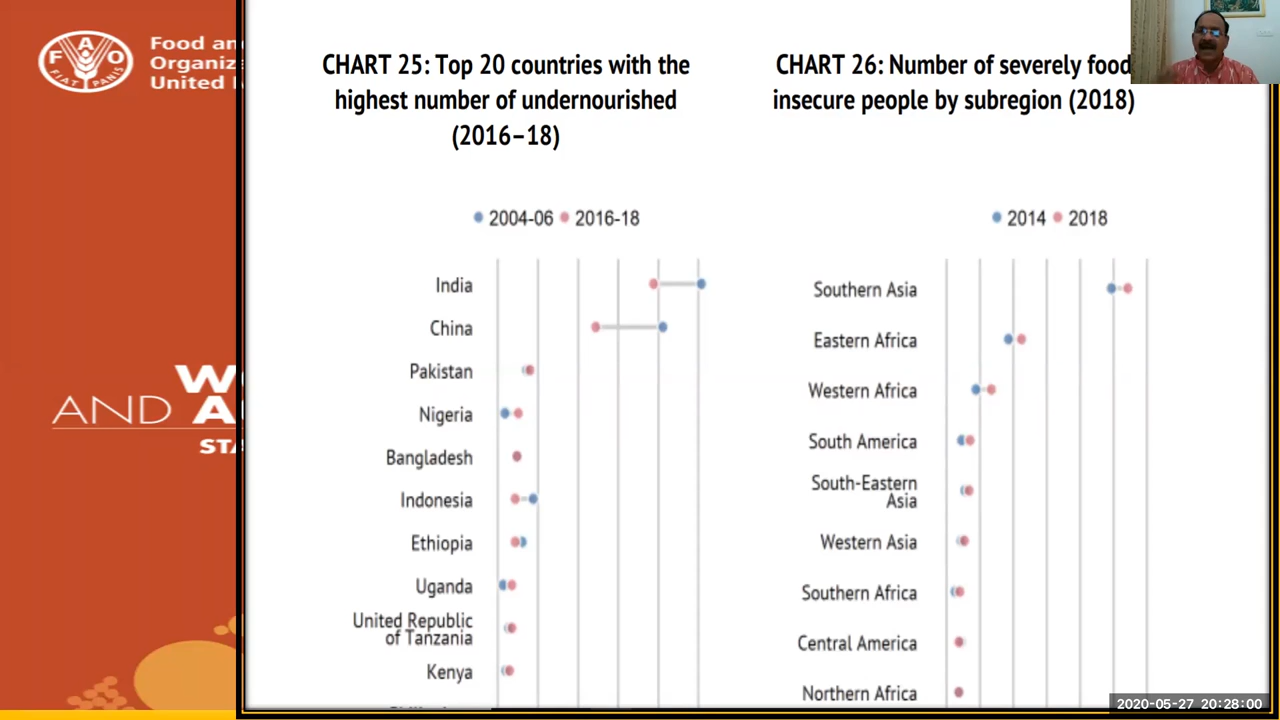 FAO
FIAT PANIS
Food an
Organiz
United
W
AND A
STA
CHART 25: Top 20 countries with the
highest number of undernourished
(2016–18)
2004-06 2016-18
India
China
Pakistan
Nigeria
Bangladesh
Indonesia
Ethiopia
Uganda
United Republic
of Tanzania
Kenya
CHART 26: Number of severely food
insecure people by subregion (2018)
2014 2018
Southern Asia
Eastern Africa
Western Africa
South America
South-Eastern
Asia
Western Asia
Southern Africa
Central America
Northern Africa
2020-05-27 20:28:00